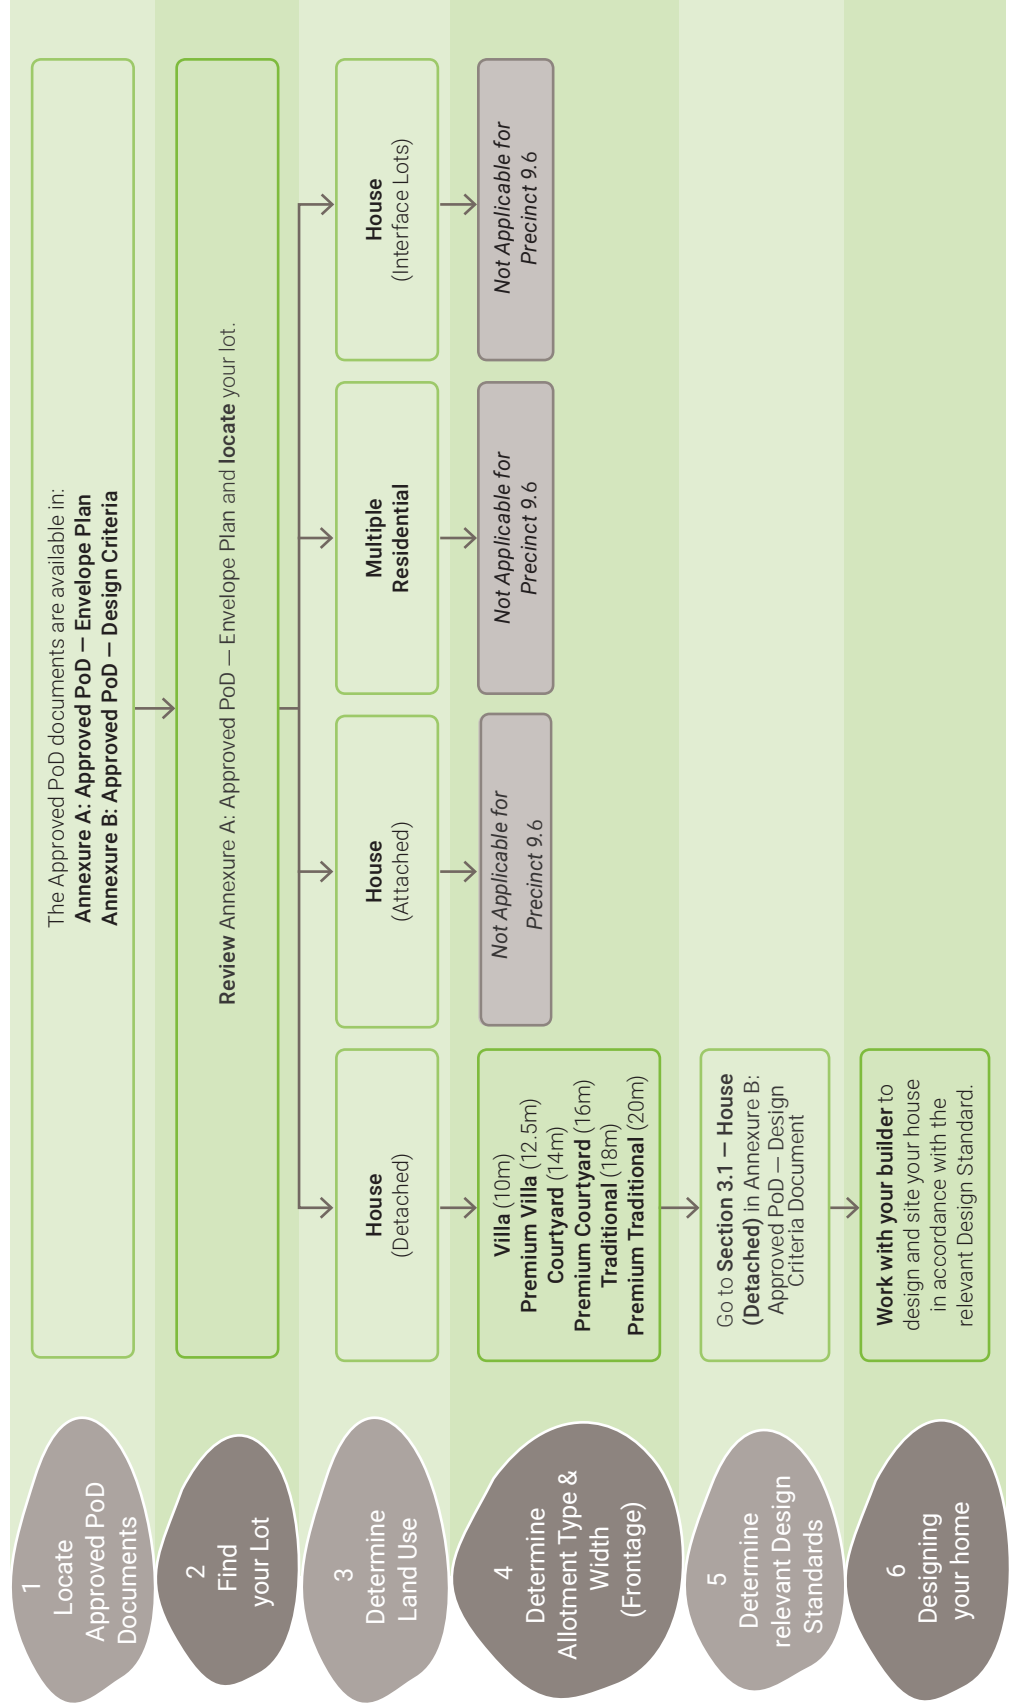 1
Locate
Approved PoD
Documents
The Approved PoD documents are available in:
Annexure A: Approved PoD — Envelope Plan
Annexure B: Approved PoD — Design Criteria
2
Find
your Lot
Review Annexure A: Approved PoD — Envelope Plan and locate your lot.
3
Determine
Land Use
House
(Detached)
House
(Attached)
Multiple
Residential
House
(Interface Lots)
4
Determine
Allotment Type &
Width
(Frontage)
Villa (10m)
Premium Villa (12.5m)
Courtyard (14m)
Premium Courtyard (16m)
Traditional (18m)
Premium Traditional (20m)
Not Applicable for
Precinct 9.6
Not Applicable for
Precinct 9.6
Not Applicable for
Precinct 9.6
5
Determine
relevant Design
Standards
Go to Section 3.1 — House
(Detached) in Annexure B:
Approved PoD — Design
Criteria Document
6
Designing
your home
Work with your builder to
design and site your house
in accordance with the
relevant Design Standard.